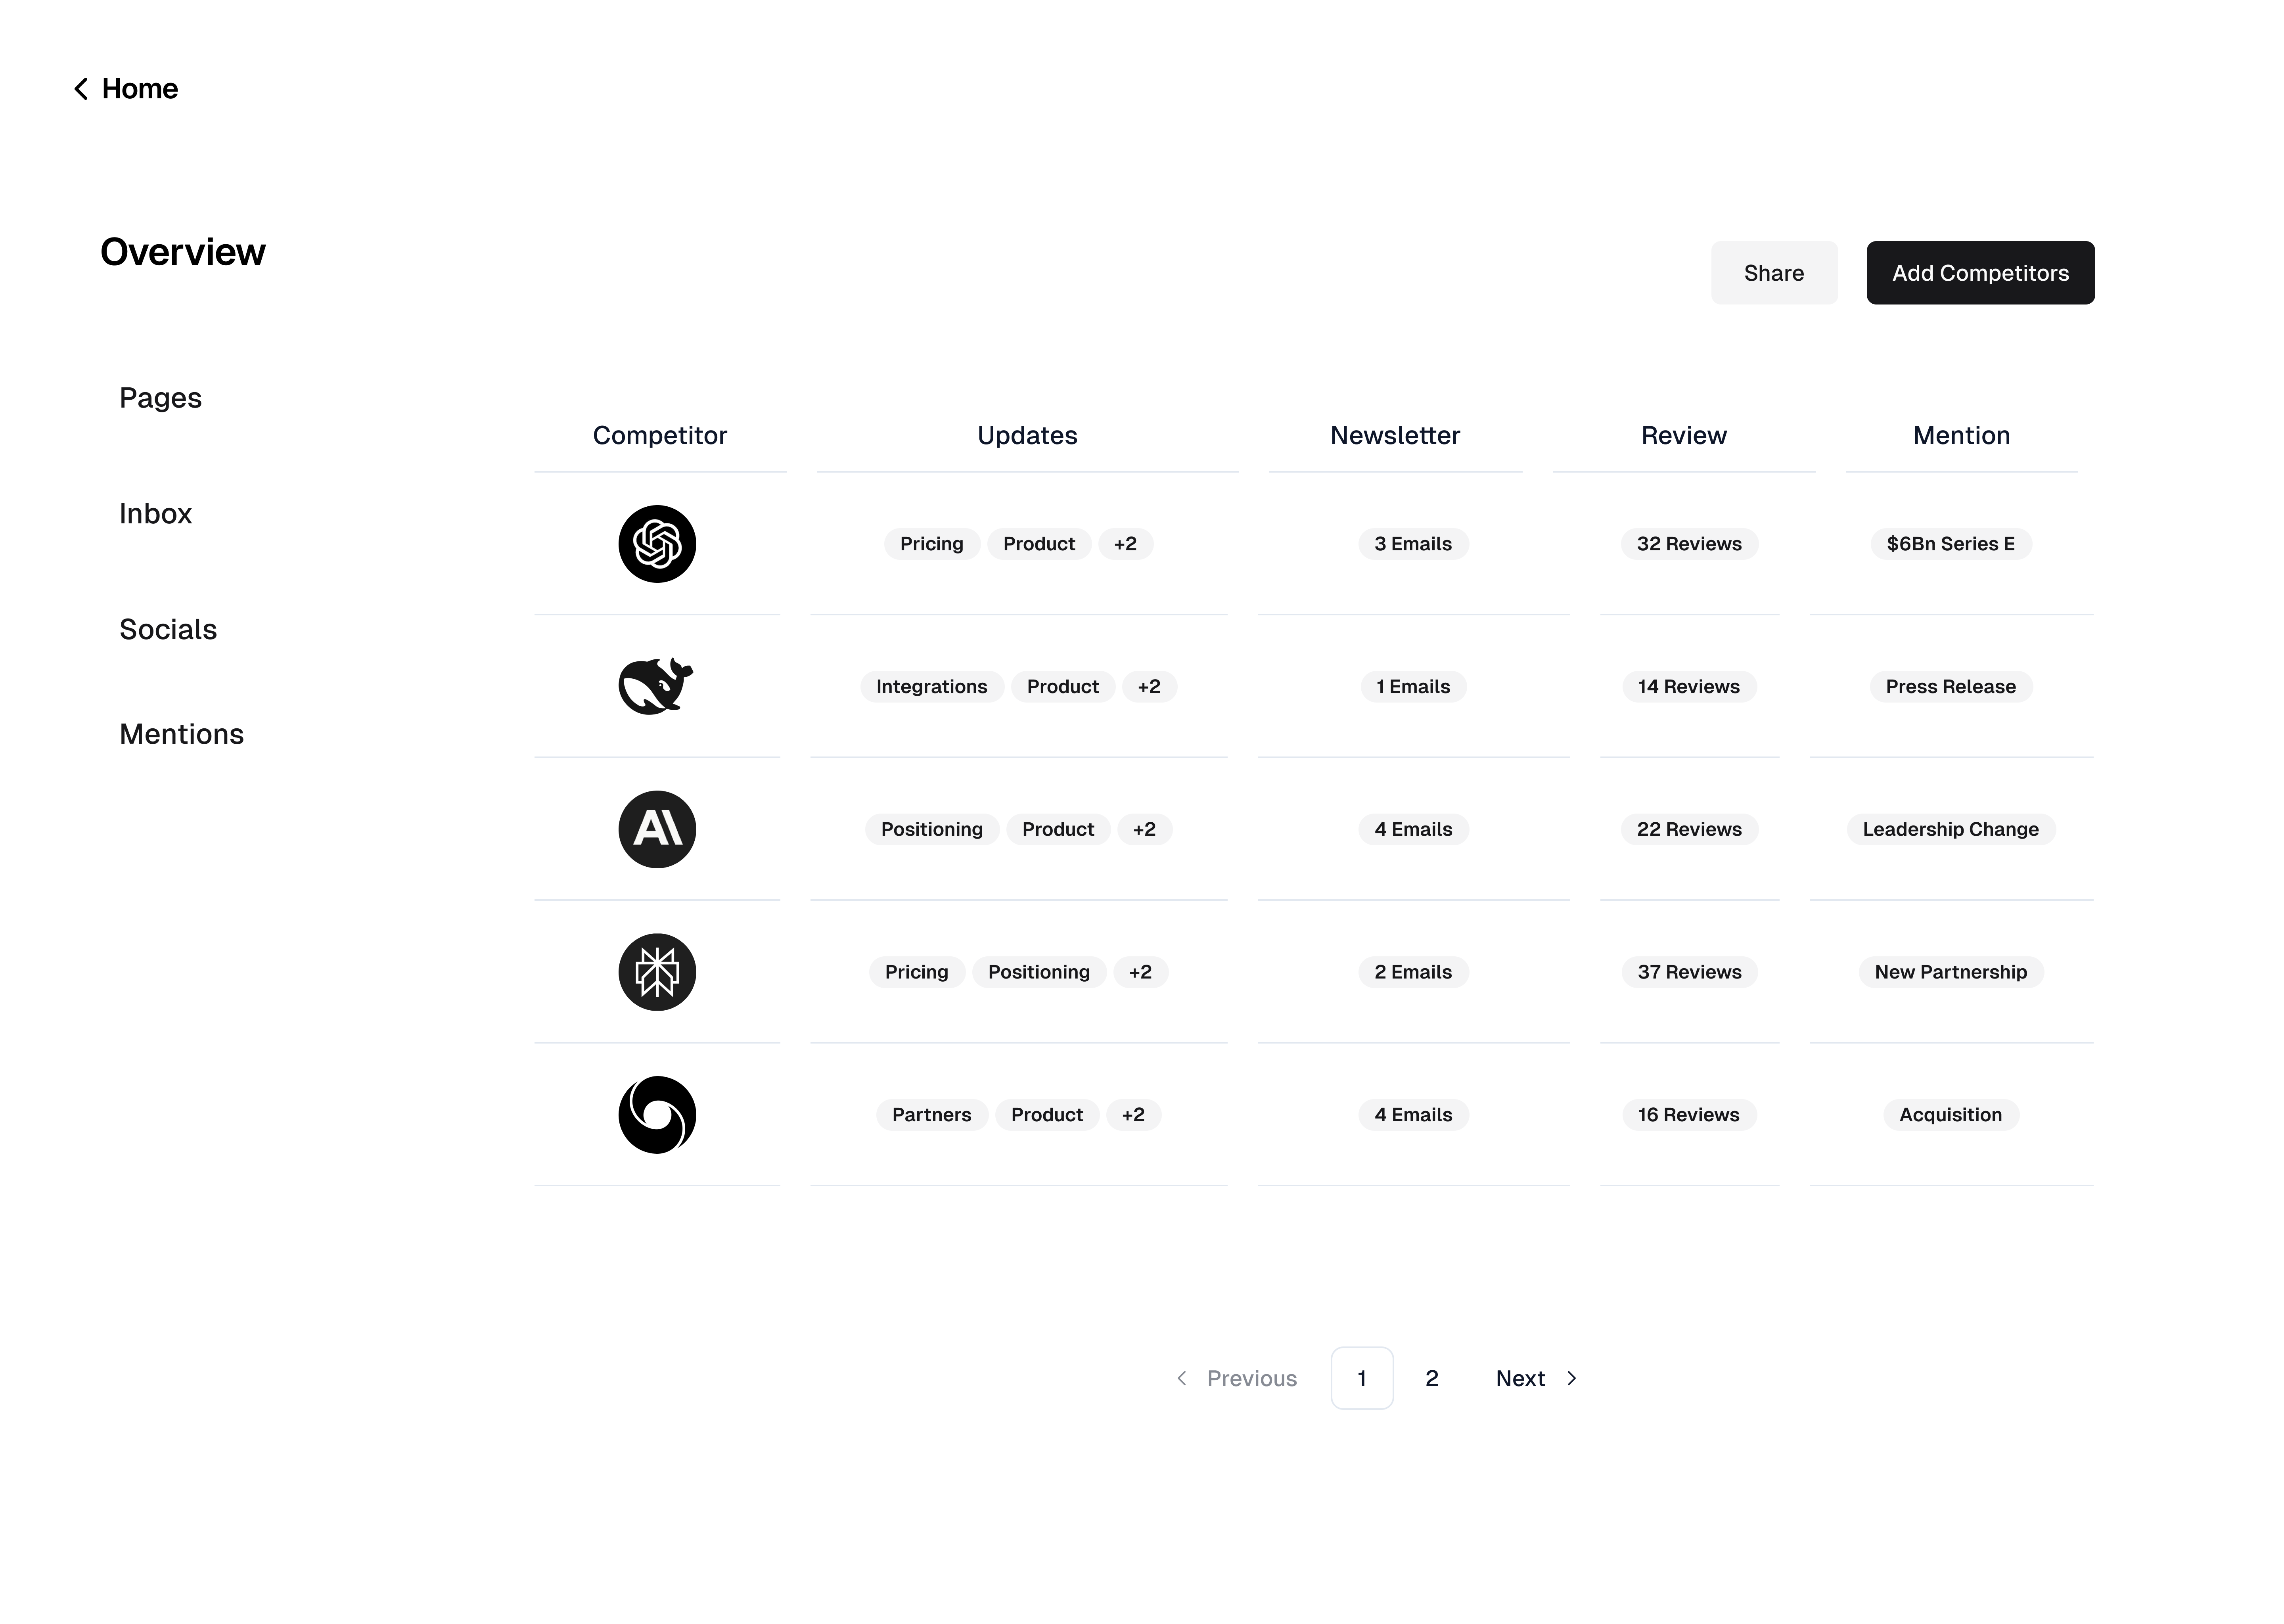 Home
Overview
Share
Add Competitors
Pages
Inbox
Socials
Mentions
Competitor Updates Newsletter Review Mention
Pricing Product +2 3 Emails 32 Reviews $6Bn Series E
Integrations Product +2 1 Emails 14 Reviews Press Release
A\ Positioning Product +2 4 Emails 22 Reviews Leadership Change
Pricing Positioning +2 2 Emails 37 Reviews New Partnership
Partners Product +2 4 Emails 16 Reviews Acquisition
Previous 1 2 Next